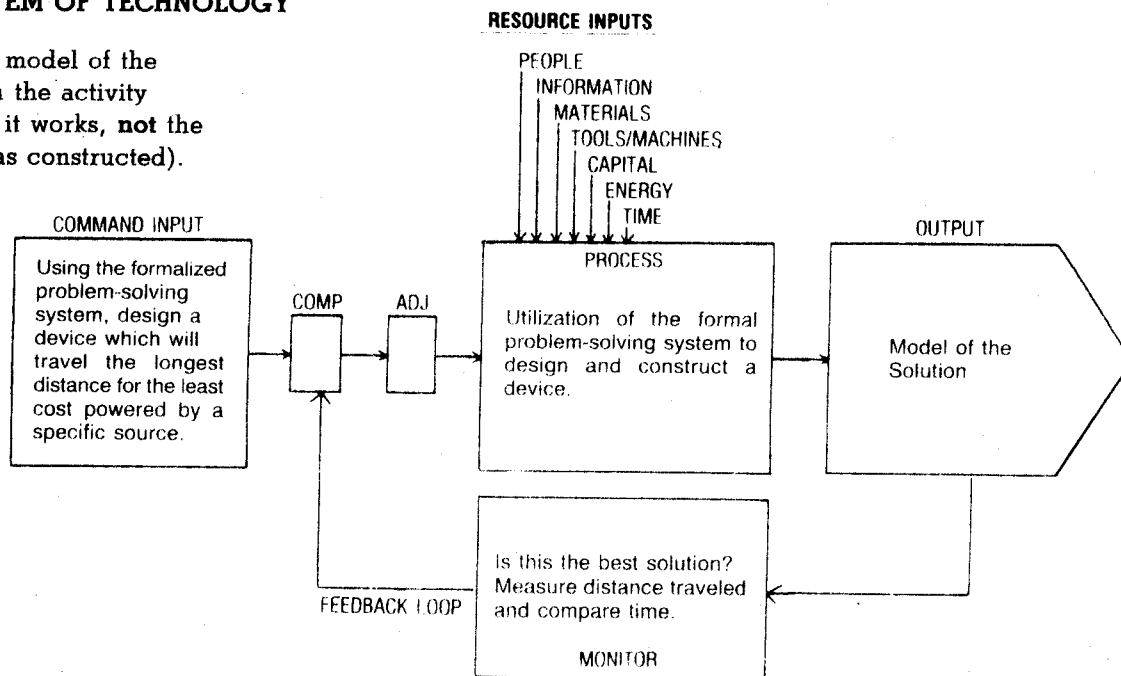 EM OF TECHNOLOGY
model of the
the activity
it works, not the
as constructed).
RESOURCE INPUTS
PEOPLE
INFORMATION
MATERIALS
TOOLS/MACHINES
CAPITAL
ENERGY
TIME
COMMAND INPUT
Using the formalized
problem-solving
system, design a
device which will
travel the longest
distance for the least
cost powered by a
specific source.
COMP
ADJ
PROCESS
Utilization of the formal
problem-solving system to
design and construct a
device.
OUTPUT
Model of the
Solution
Is this the best solution?
Measure distance traveled
and compare time.
MONITOR
FEEDBACK LOOP